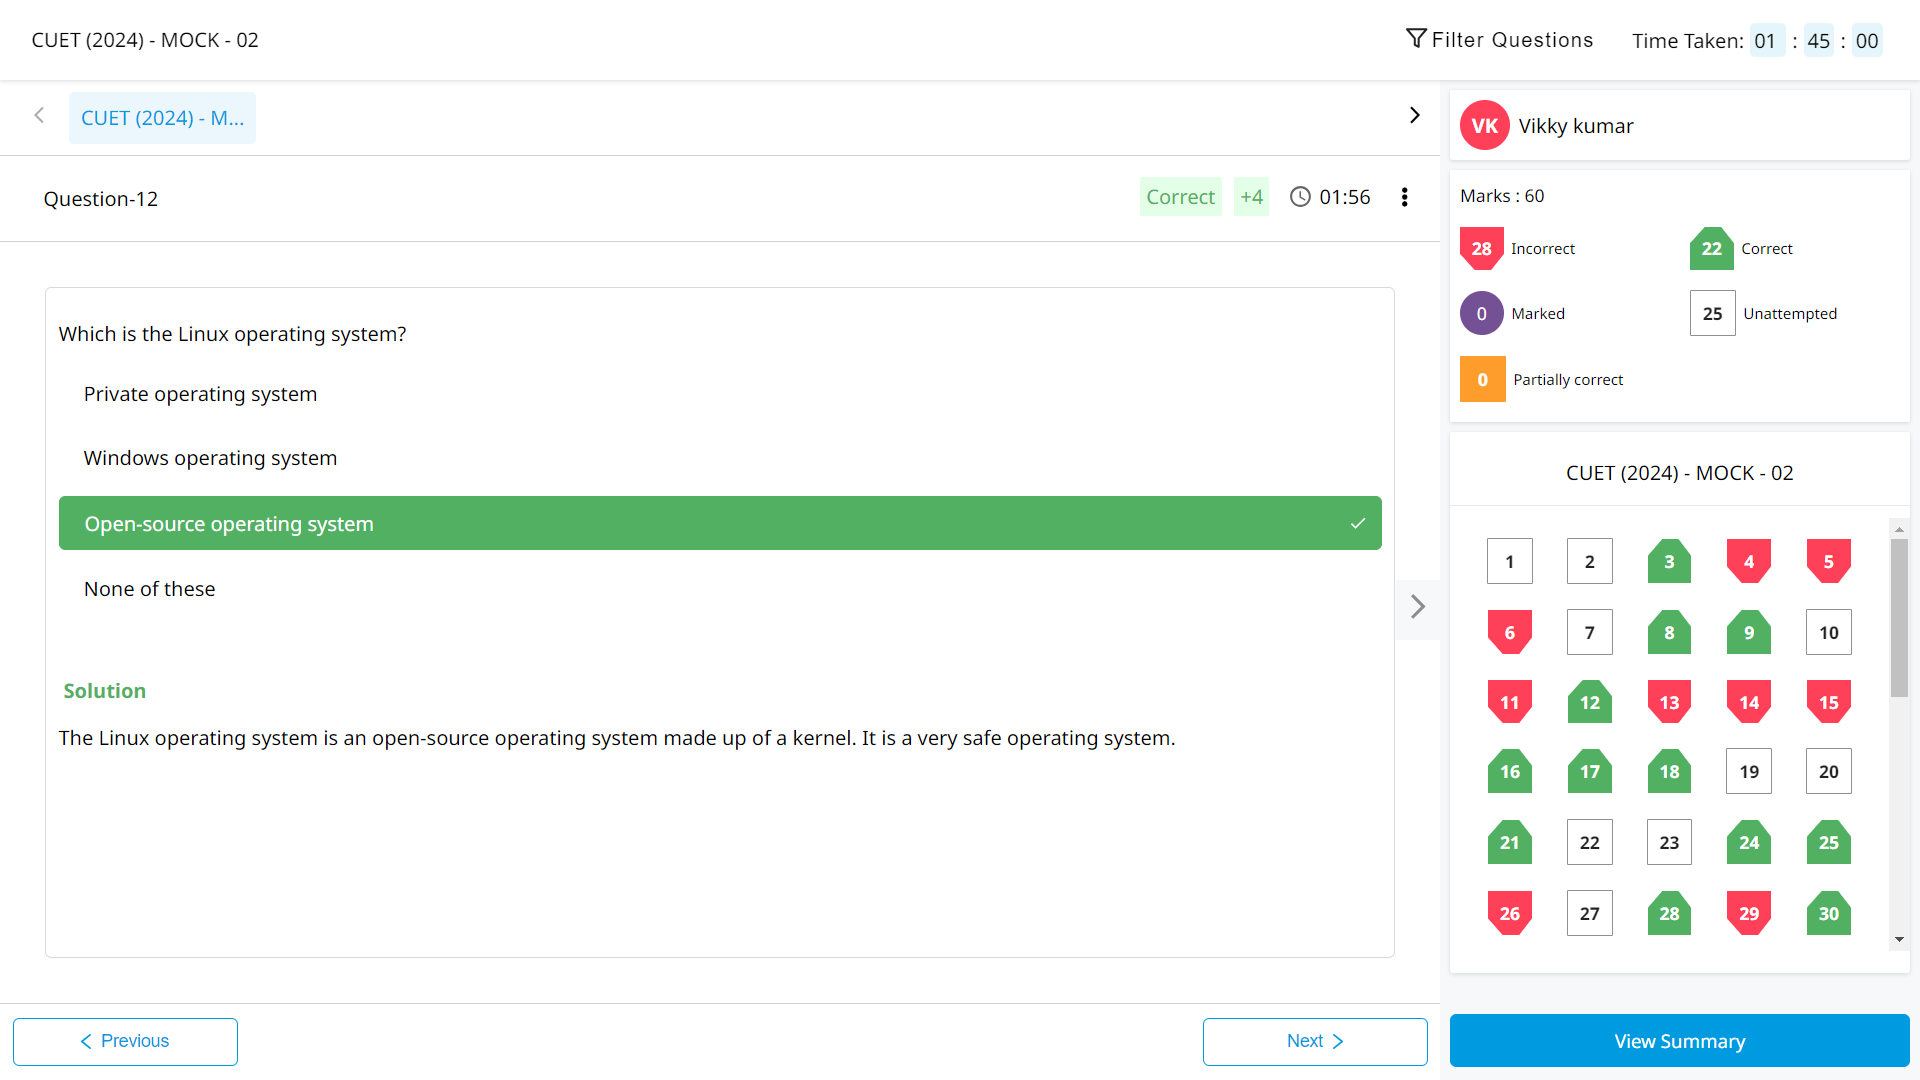 CUET (2024) - MOCK - 02
Filter Questions
Time Taken: 01 : 45 : 00
CUET (2024) - M...
Question-12
Correct +4 01:56
Which is the Linux operating system?
Private operating system
Windows operating system
Open-source operating system
None of these
Solution
The Linux operating system is an open-source operating system made up of a kernel. It is a very safe operating system.
Previous
Next
VK Vikky kumar
Marks : 60
28 Incorrect
22 Correct
0 Marked
25 Unattempted
0 Partially correct
CUET (2024) - MOCK - 02
1 2 3 4 5
6 7 8 9 10
11 12 13 14 15
16 17 18 19 20
21 22 23 24 25
26 27 28 29 30
View Summary